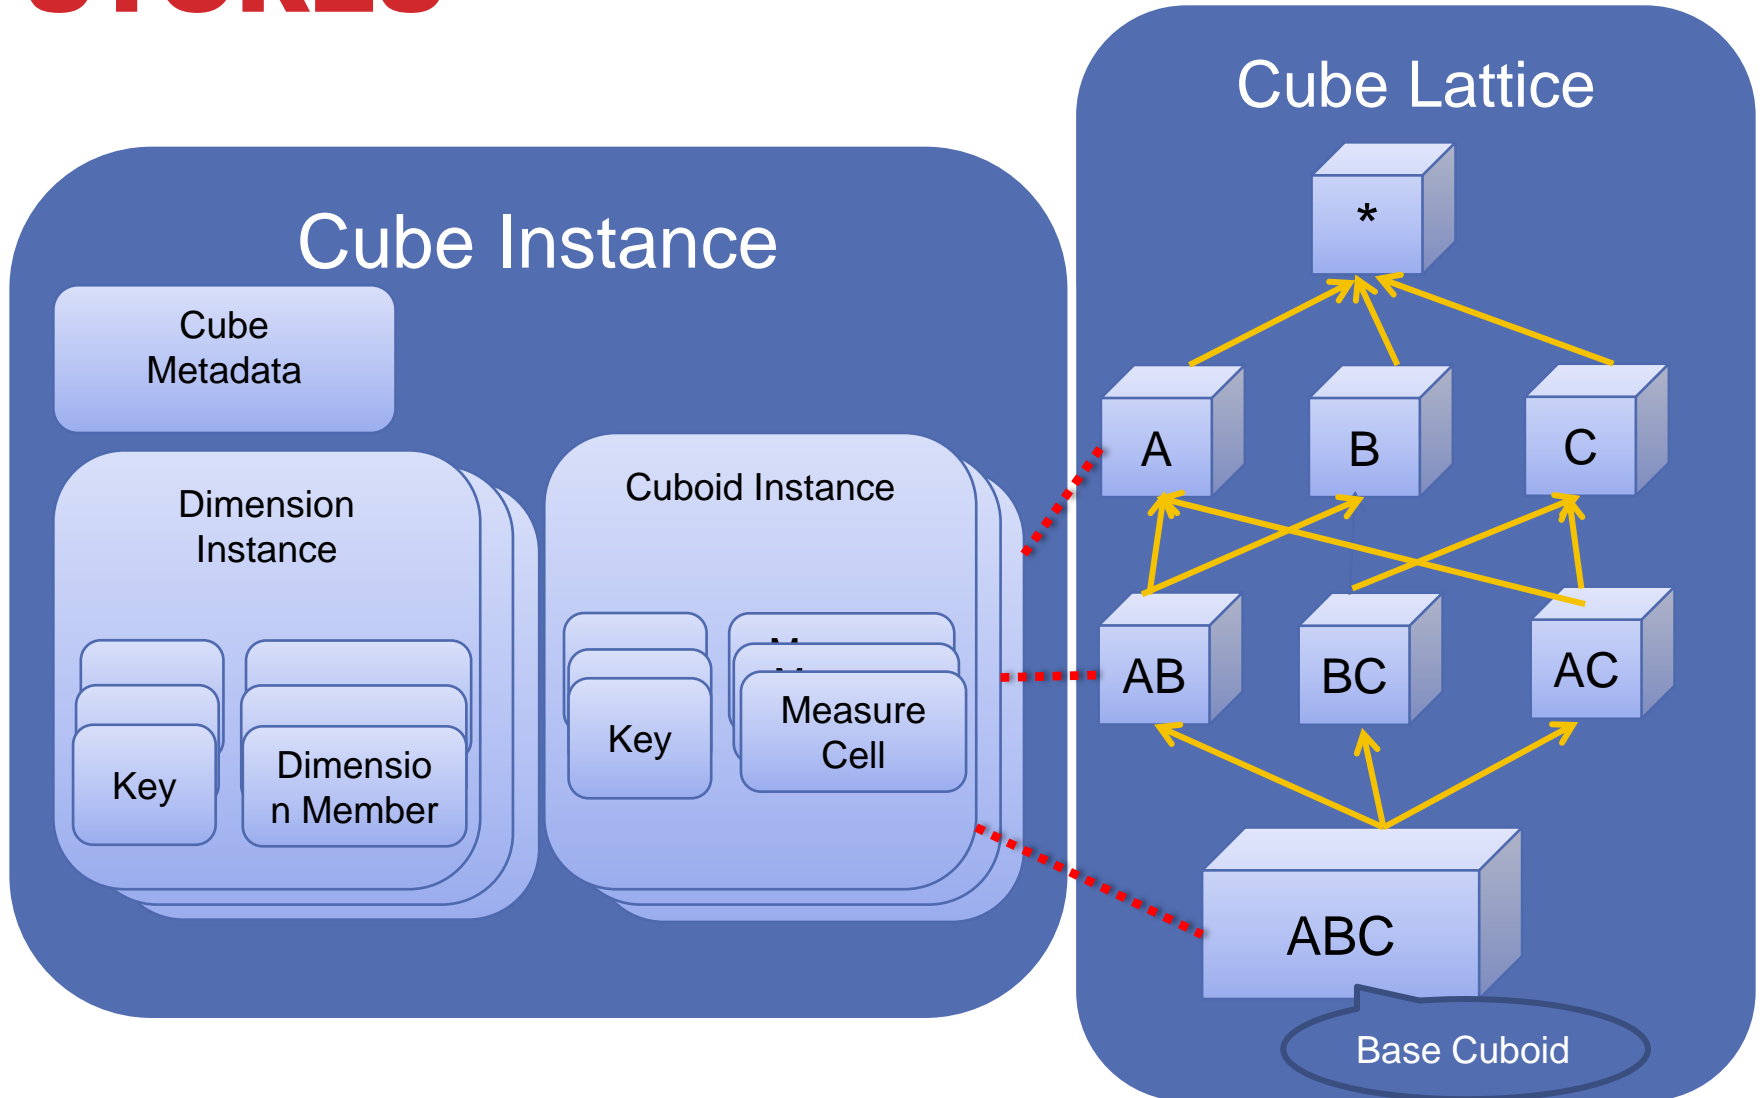 Cube Lattice
*
Cube Instance
Cube
Metadata
A
B
C
Dimension
Instance
Cuboid Instance
AB
BC
AC
Key
Dimensio
n Member
Key
Measure
Cell
ABC
Base Cuboid